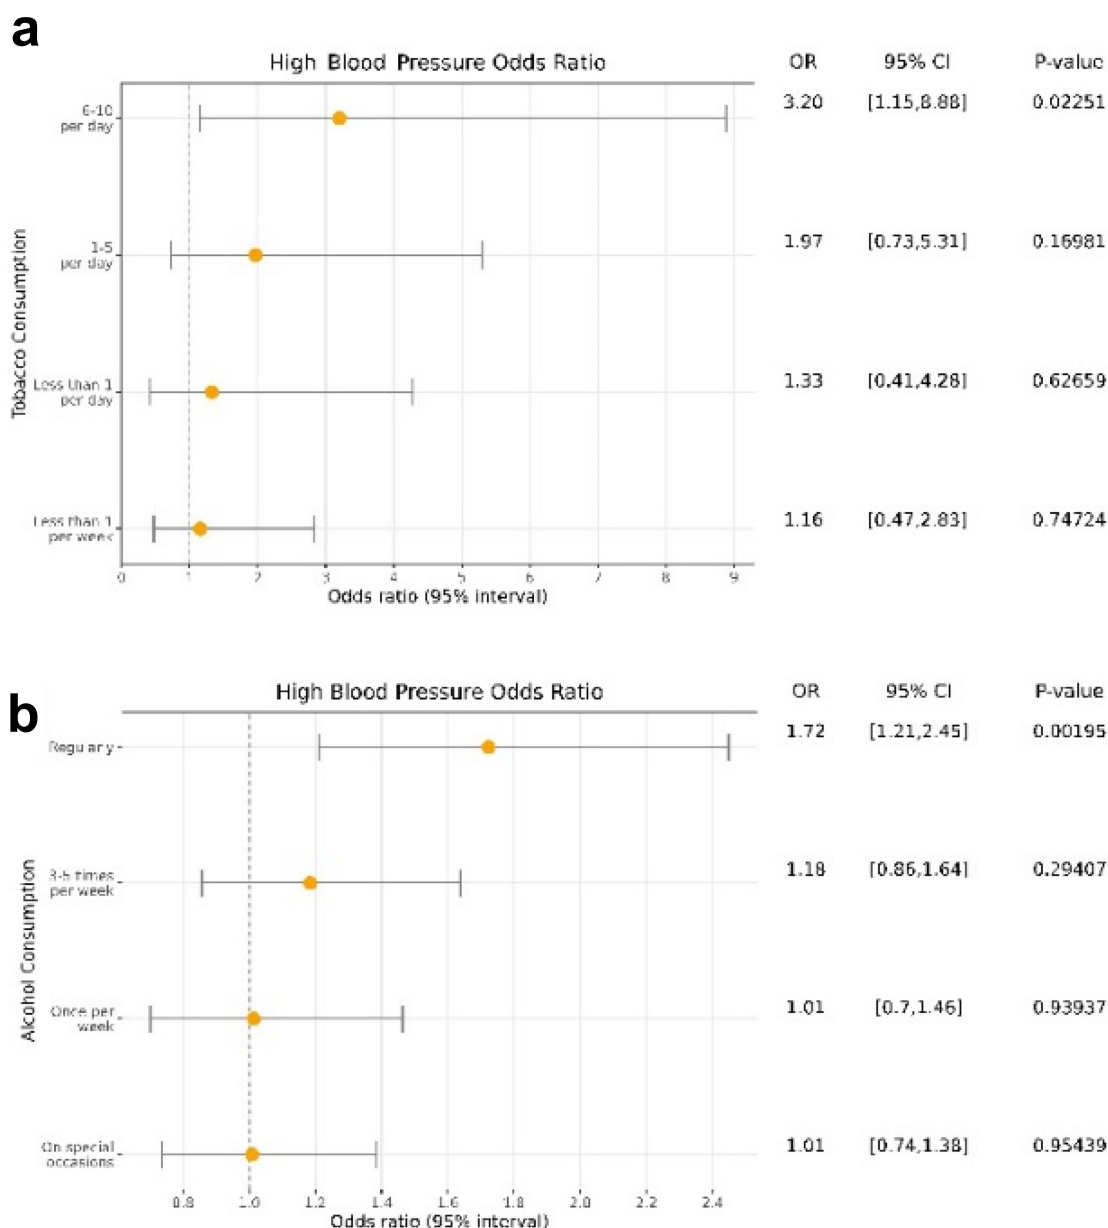 a
High Blood Pressure Odds Ratio OR 95% CI P-value
6-10
per day
3.20 [1.15,8.88] 0.02251
1-5
per day
1.97 [0.73,5.31] 0.16981
Tobacco Consumption
Less than 1
per day
1.33 [0.41,4.28] 0.62659
Less than 1
per week
1.16 [0.47,2.83] 0.74724
0 1 2 3 4 5 6 7 8 9
Odds ratio (95% interval)
b
High Blood Pressure Odds Ratio OR 95% CI P-value
Regularly
1.72 [1.21,2.45] 0.00195
3-5 times
per week
1.18 [0.86,1.64] 0.29407
Alcohol Consumption
Once per
week
1.01 [0.7,1.46] 0.93937
On special
occasions
1.01 [0.74,1.38] 0.95439
0.8 1.0 1.2 1.4 1.6 1.8 2.0 2.2 2.4
Odds ratio (95% interval)